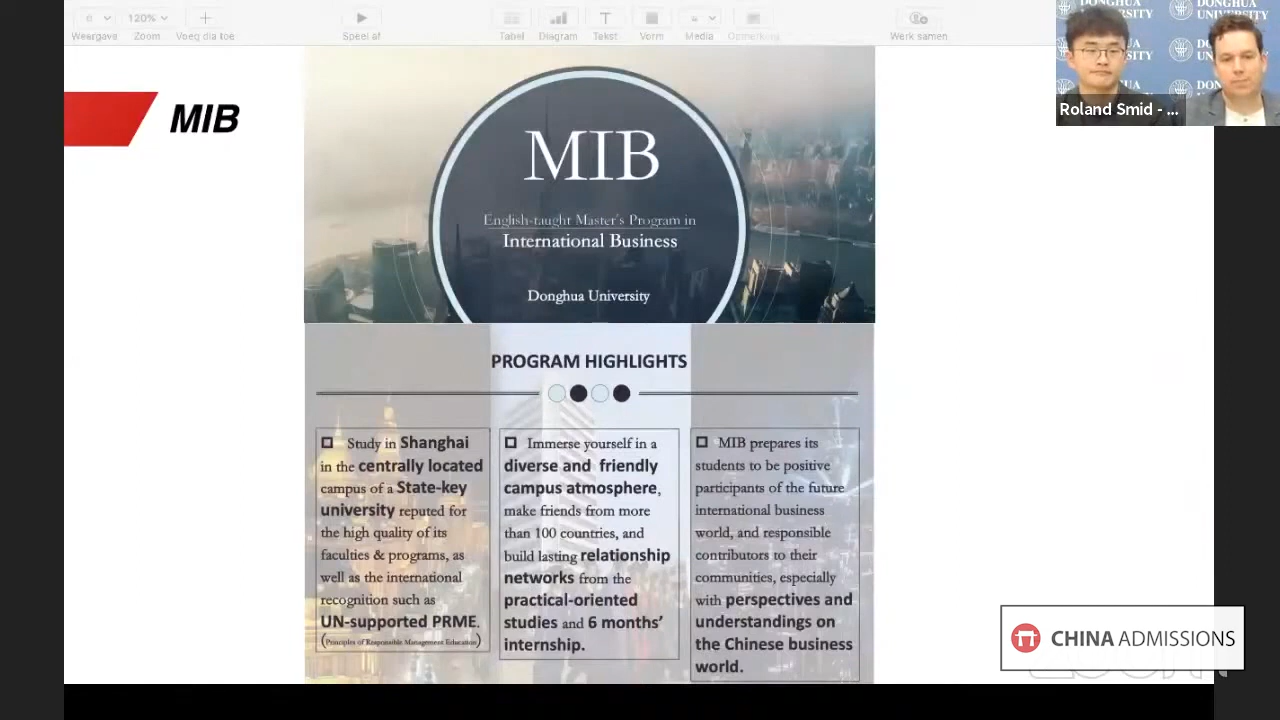 120%
Weergave
Zoom
Voeg dia toe
Speel af
Tabel
Diagram
Tekst
Vorm
Media
Opmerking
Werk samen
DONGHUA
UNIVERSITY
Roland Smid - ...
MIB
MIB
English-taught Master's Program in
International Business
Donghua University
PROGRAM HIGHLIGHTS
Study in Shanghai
in the centrally located
campus of a State-key
university reputed for
the high quality of its
faculties & programs, as
well as the international
recognition such as
UN-supported PRME.
(Principles of Responsible Management Education)
Immerse yourself in a
diverse and friendly
campus atmosphere,
make friends from more
than 100 countries, and
build lasting relationship
networks from the
practical-oriented
studies and 6 months'
internship.
MIB prepares its
students to be positive
participants of the future
international business
world, and responsible
contributors to their
communities, especially
with perspectives and
understandings on
the Chinese business
world.
CHINA ADMISSIONS